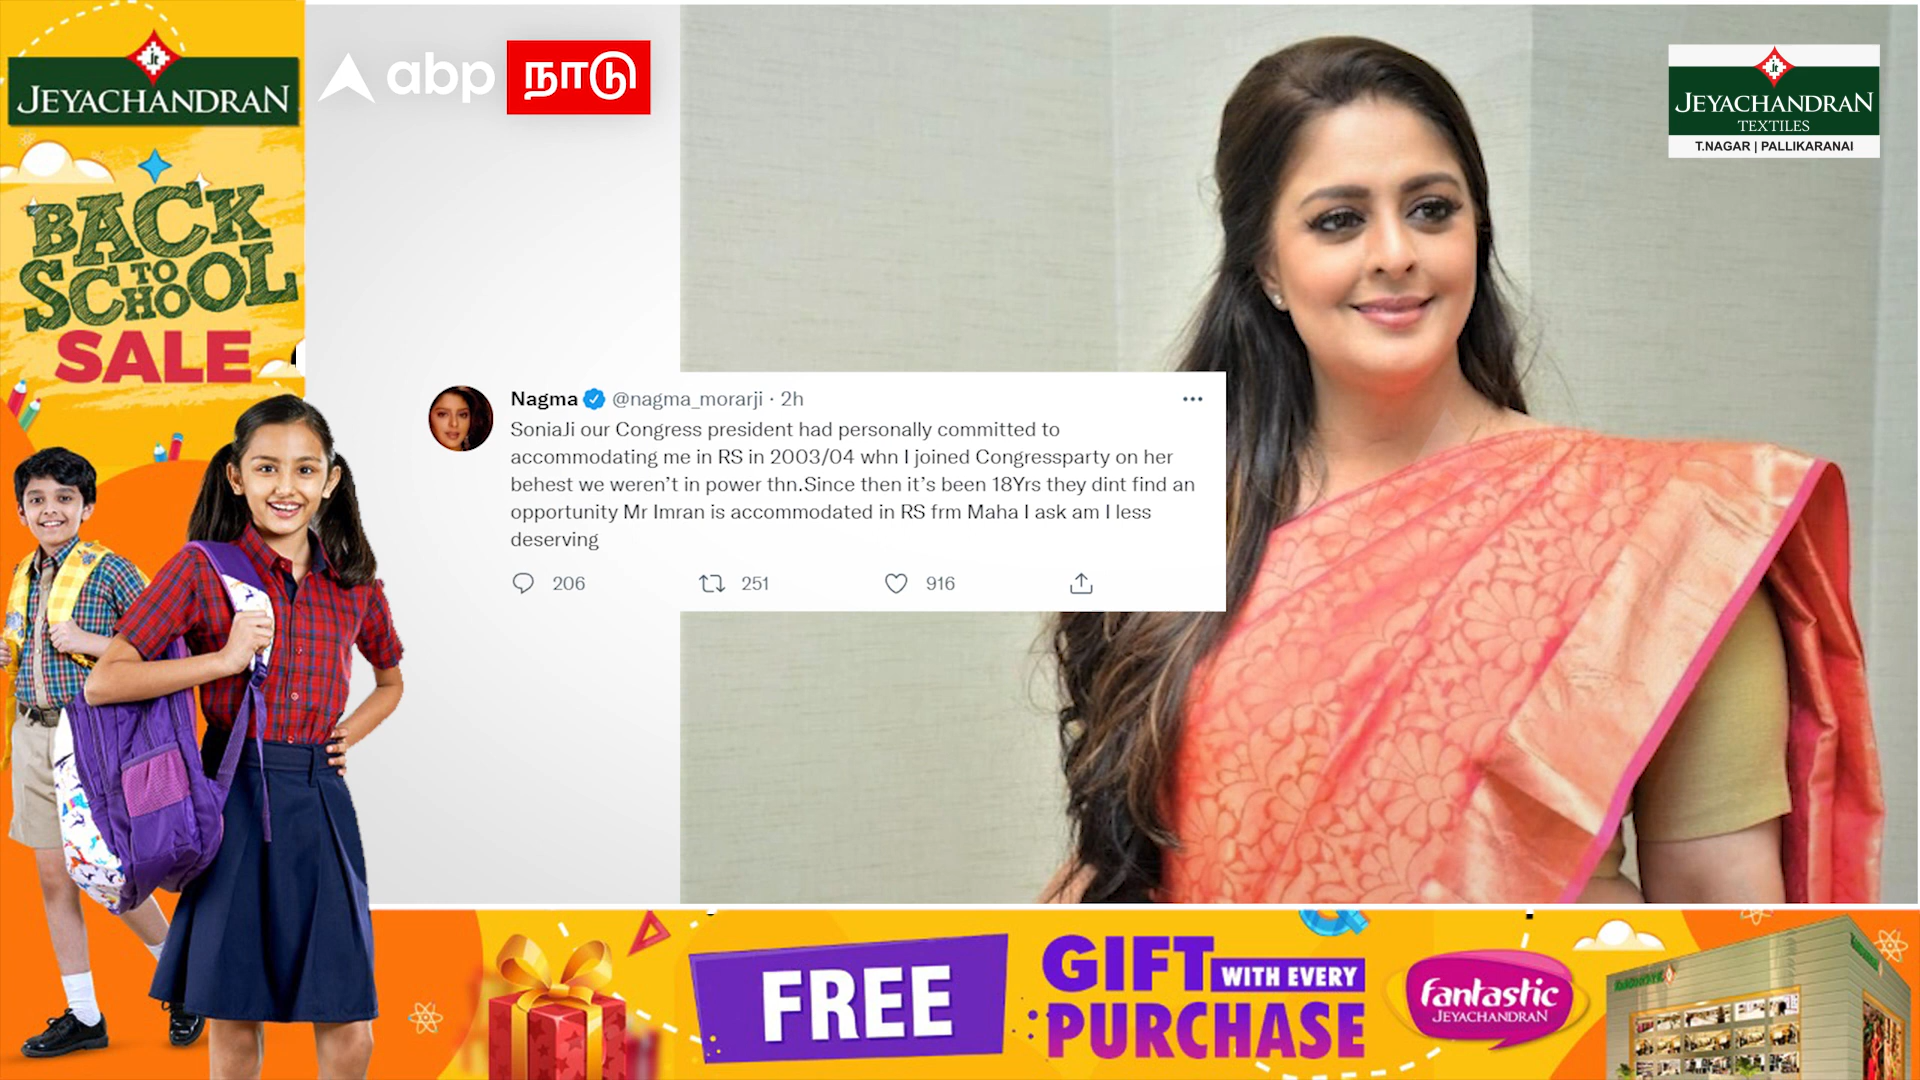 JEYACHANDRAN
BACK
TO
SCHOOL
SALE
abp நாடு
JEYACHANDRAN
TEXTILES
T.NAGAR | PALLIKARANAI
Nagma @nagma_morarji · 2h
SoniaJi our Congress president had personally committed to
accommodating me in RS in 2003/04 whn I joined Congressparty on her
behest we weren't in power thn.Since then it's been 18Yrs they dint find an
opportunity Mr Imran is accommodated in RS frm Maha I ask am I less
deserving
206 251 916
FREE
GIFT WITH EVERY
PURCHASE
fantastic
JEYACHANDRAN